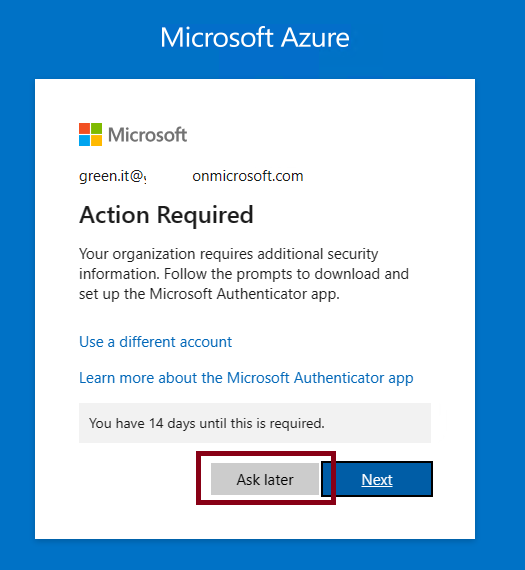 Microsoft Azure
Microsoft
green.it@ onmicrosoft.com
Action Required
Your organization requires additional security
information. Follow the prompts to download and
set up the Microsoft Authenticator app.
Use a different account
Learn more about the Microsoft Authenticator app
You have 14 days until this is required.
Ask later Next